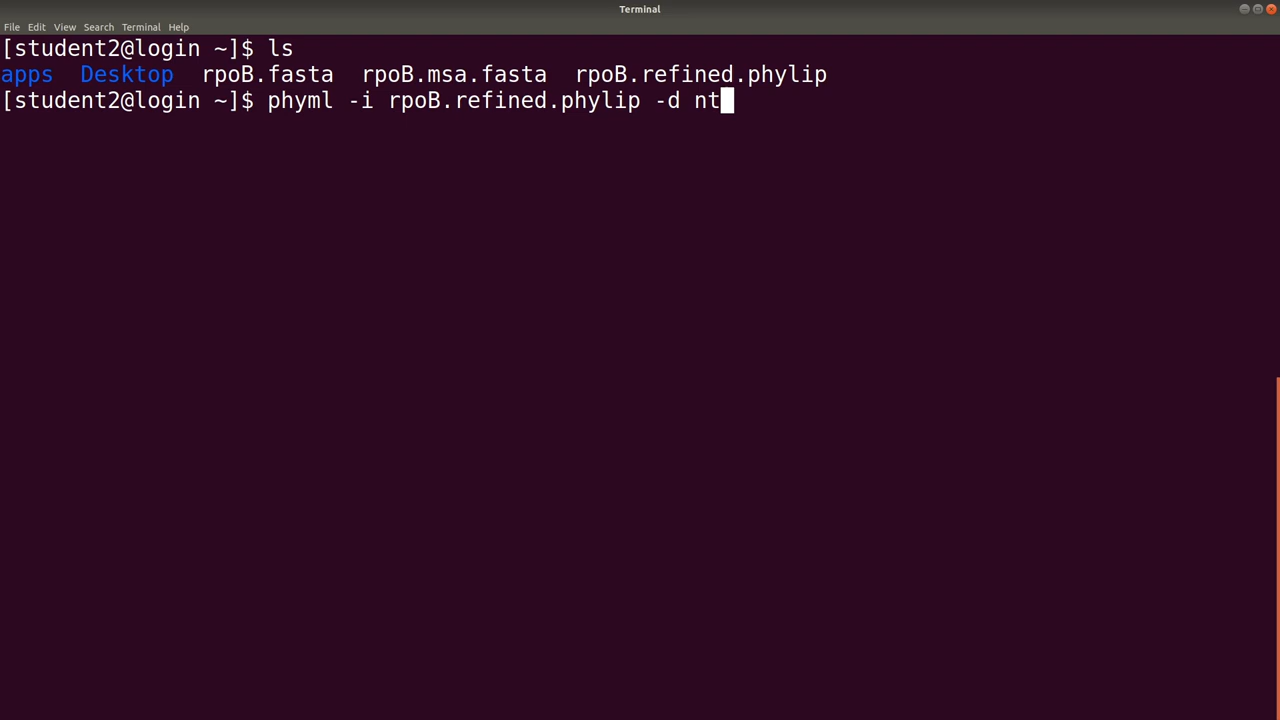 Terminal
File Edit View Search Terminal Help
[student2@login ~]$ ls
apps Desktop rpoB.fasta rpoB.msa.fasta rpoB.refined.phylip
[student2@login ~]$ phyml -i rpoB.refined.phylip -d nt